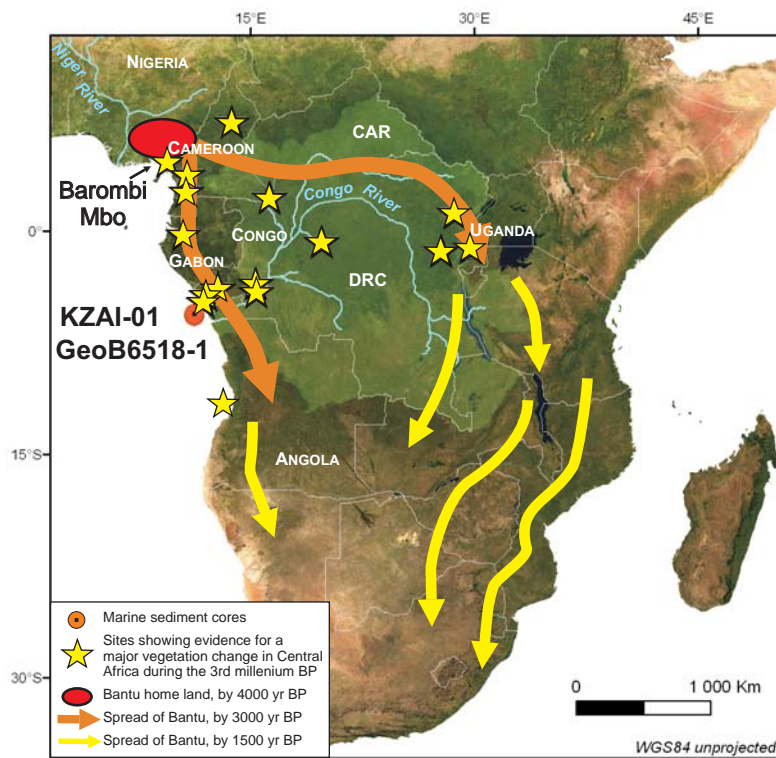 15°E
30°E
45°E
NIGERIA
Niger
River
CAR
CAMEROON
Barombi
Mbo
Congo
River
0°
CONGO
UGANDA
GABON
DRC
KZAI-01
GeoB6518-1
15°S
ANGOLA
Marine sediment cores
Sites showing evidence for a
major vegetation change in Central
Africa during the 3rd millenium BP
30°S
Bantu home land, by 4000 yr BP
Spread of Bantu, by 3000 yr BP
Spread of Bantu, by 1500 yr BP
0
1 000 Km
WGS84 unprojected